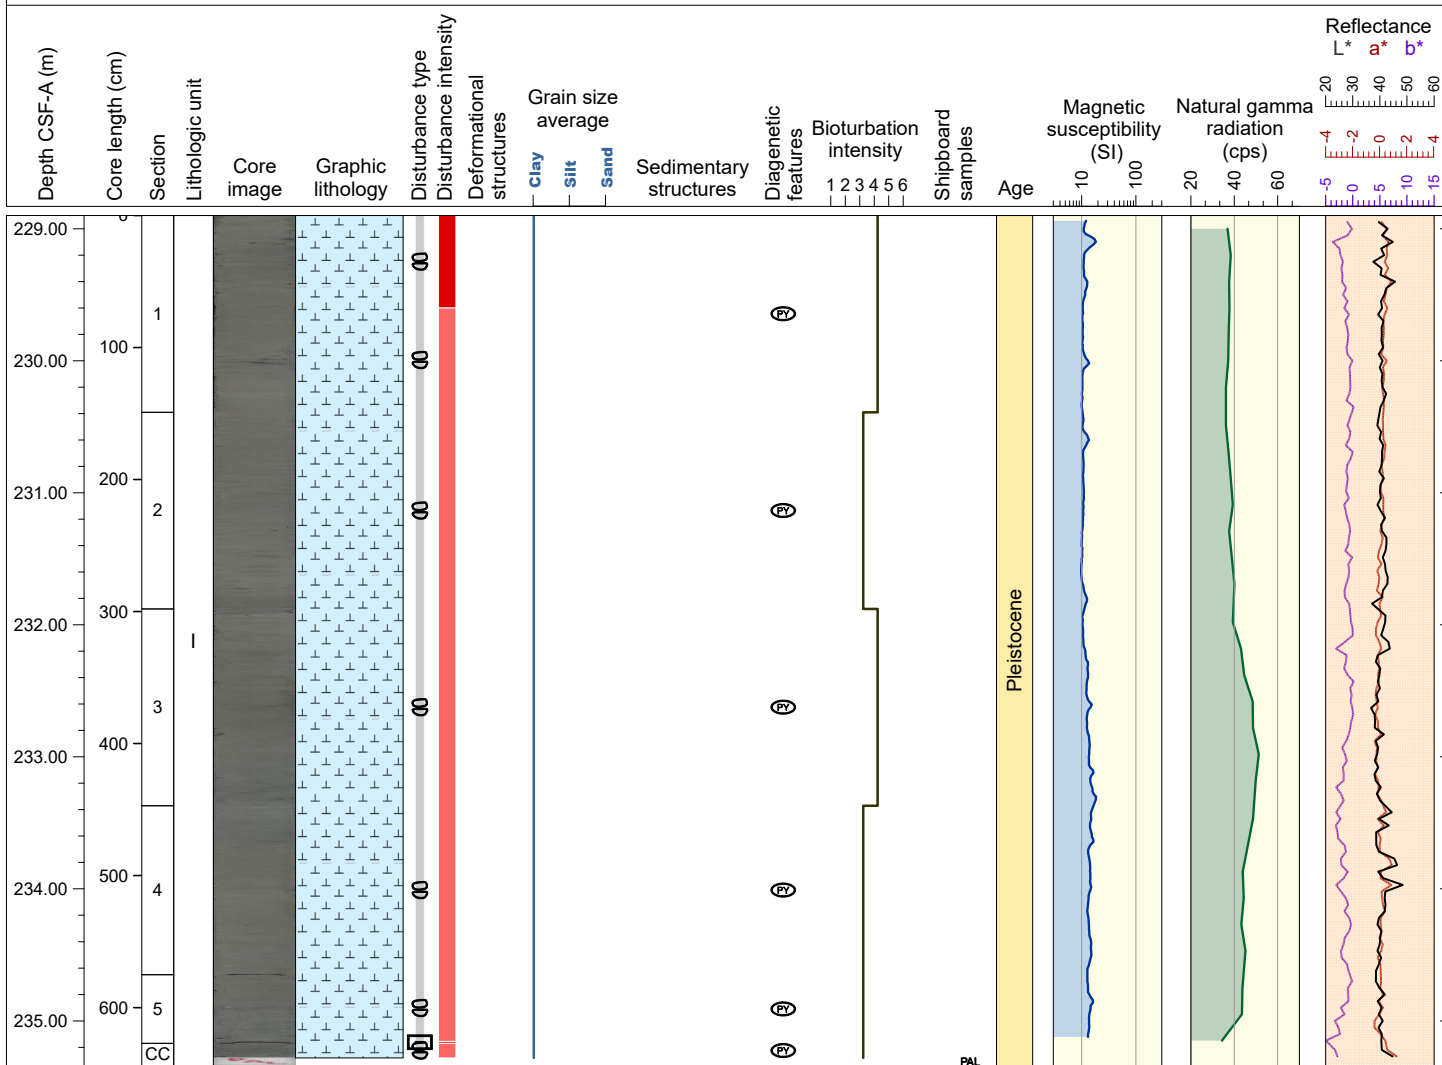 Depth CSF-A (m)
Core length (cm)
Section
Lithologic unit
Core
image
Graphic
lithology
Disturbance type
Disturbance intensity
Deformational
structures
Grain size
average
Clay
Silt
Sand
Sedimentary
structures
Diagenetic
features
Bioturbation
intensity
1 2 3 4 5 6
Shipboard
samples
Age
Magnetic
susceptibility
(SI)
10
100
Natural gamma
radiation
(cps)
20
40
60
Reflectance
L* a* b*
20 30 40 50 60
-4 -2 0 2 4
-5 0 5 10 15
229.00
230.00
231.00
232.00
233.00
234.00
235.00
0
100
200
300
400
500
600
1
2
3
4
5
CC
I
PY
PY
PY
PY
PY
PY
PAL
Pleistocene